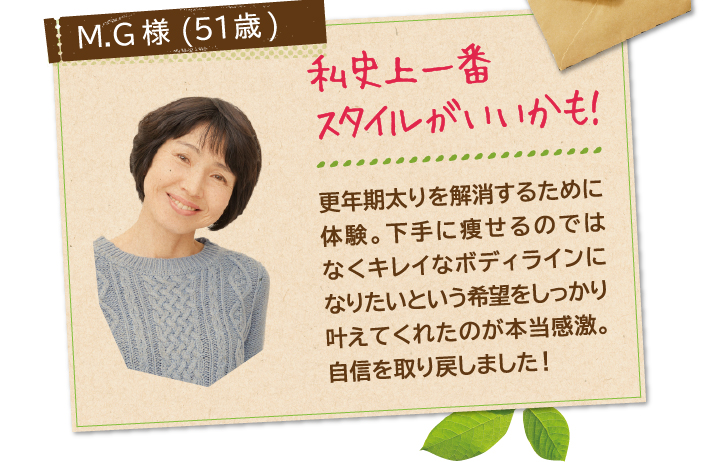 M.G様(51歳)
私史上一番
スタイルがいいかも!
更年期太りを解消するために
体験。下手に痩せるのでは
なくキレイなボディラインに
なりたいという希望をしっかり
叶えてくれたのが本当感激。
自信を取り戻しました!